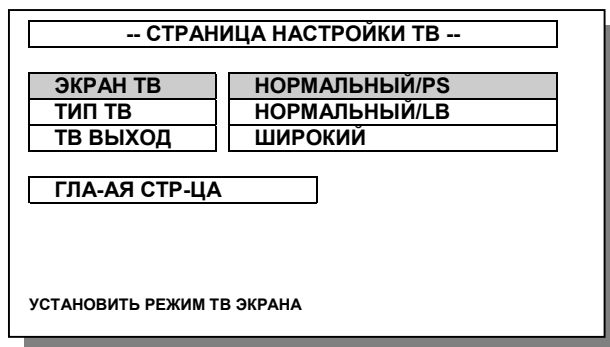 -- СТРАНИЦА НАСТРОЙКИ ТВ --
ЭКРАН ТВ НОРМАЛЬНЫЙ/PS
ТИП ТВ НОРМАЛЬНЫЙ/LB
ТВ ВЫХОД ШИРОКИЙ
ГЛА-АЯ СТР-ЦА
УСТАНОВИТЬ РЕЖИМ ТВ ЭКРАНА